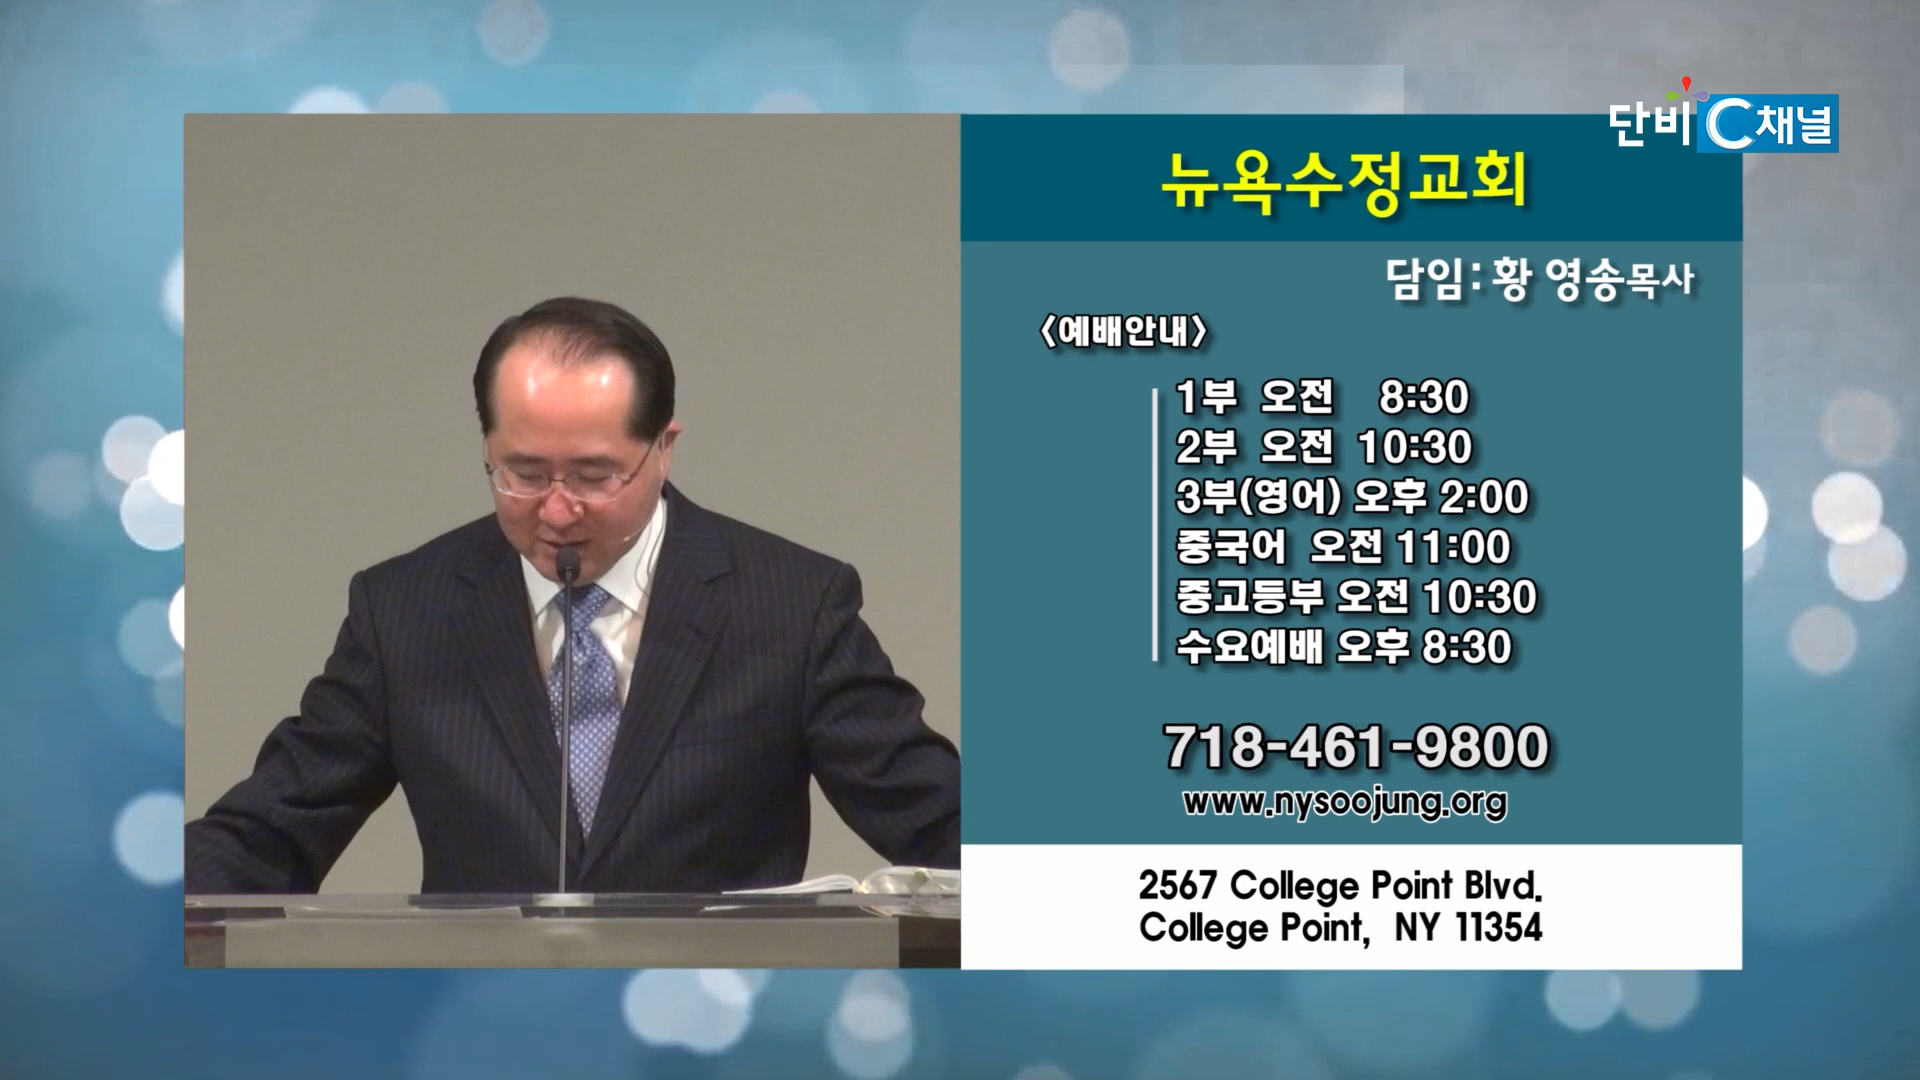 단비 C채널
뉴욕수정교회
담임: 황 영송목사
<예배안내>
1부 오전 8:30
2부 오전 10:30
3부(영어) 오후 2:00
중국어 오전 11:00
중고등부 오전 10:30
수요예배 오후 8:30
718-461-9800
www.nysoojung.org
2567 College Point Blvd.
College Point, NY 11354